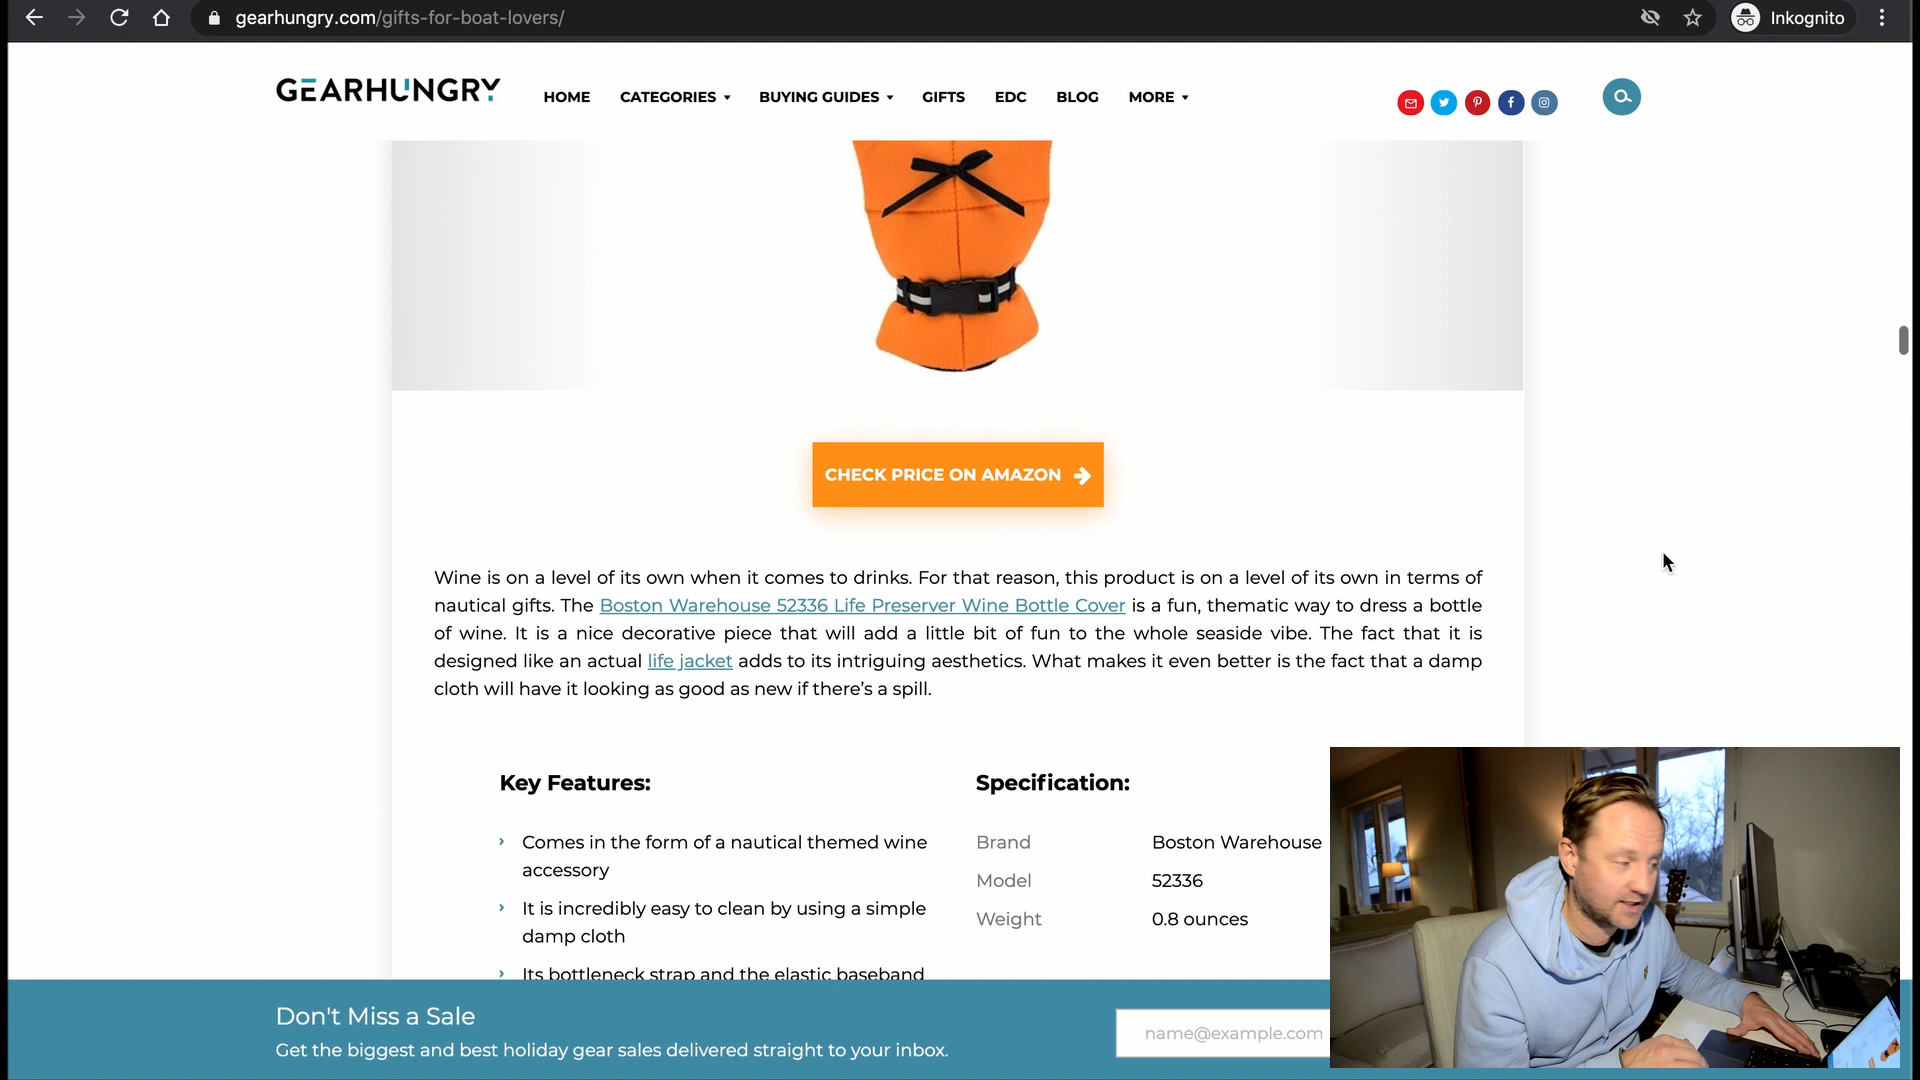 gearhungry.com/gifts-for-boat-lovers/
Inkognito
GEARHUNGRY
HOME
CATEGORIES
BUYING GUIDES
GIFTS
EDC
BLOG
MORE
CHECK PRICE ON AMAZON
Wine is on a level of its own when it comes to drinks. For that reason, this product is on a level of its own in terms of
nautical gifts. The Boston Warehouse 52336 Life Preserver Wine Bottle Cover is a fun, thematic way to dress a bottle
of wine. It is a nice decorative piece that will add a little bit of fun to the whole seaside vibe. The fact that it is
designed like an actual life jacket adds to its intriguing aesthetics. What makes it even better is the fact that a damp
cloth will have it looking as good as new if there’s a spill.
Key Features:
Comes in the form of a nautical themed wine
accessory
It is incredibly easy to clean by using a simple
damp cloth
Its bottleneck strap and the elastic baseband
Specification:
Brand Boston Warehouse
Model 52336
Weight 0.8 ounces
Don't Miss a Sale
Get the biggest and best holiday gear sales delivered straight to your inbox.
name@example.com